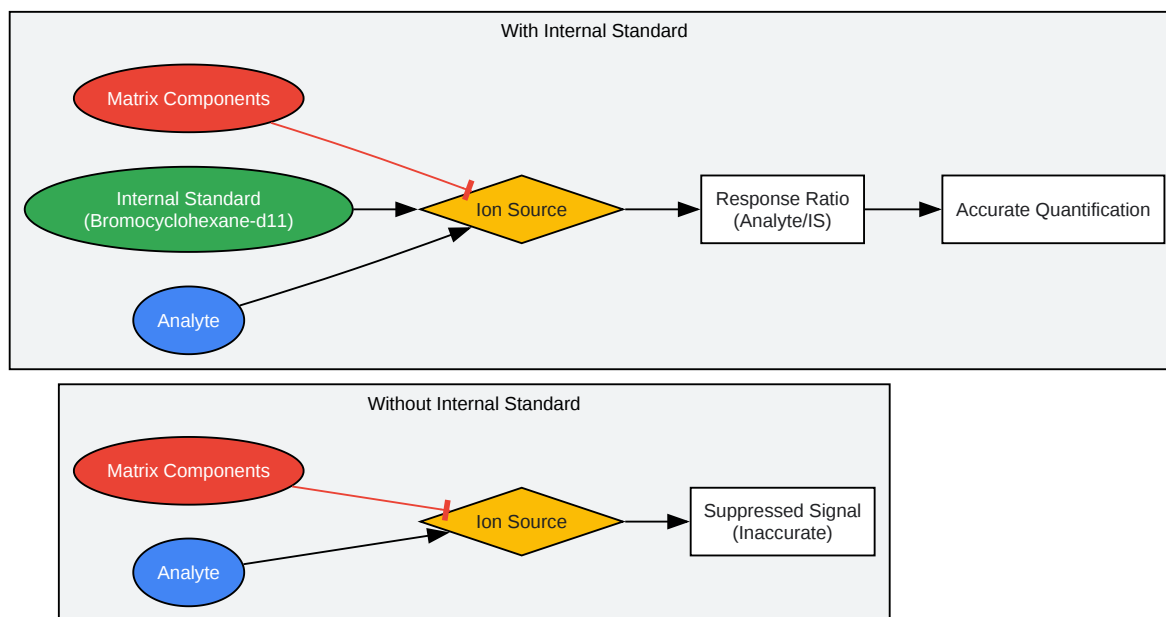 With Internal Standard
Matrix Components
Internal Standard
(Bromocyclohexane-d11)
Ion Source
Response Ratio
(Analyte/IS)
Accurate Quantification
Analyte
Without Internal Standard
Matrix Components
Ion Source
Suppressed Signal
(Inaccurate)
Analyte